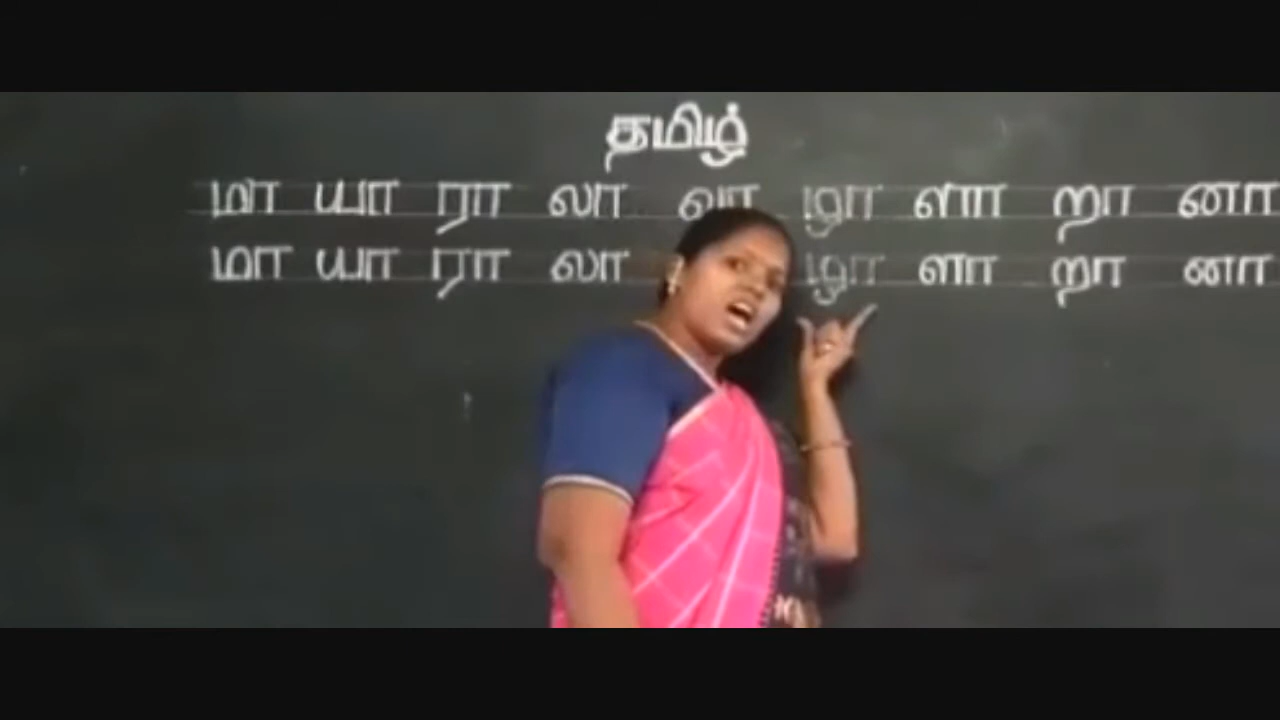 தமிழ்
மா யா ரா லா வா ழா ளா றா னா
மா யா ரா லா ழா ளா றா னா